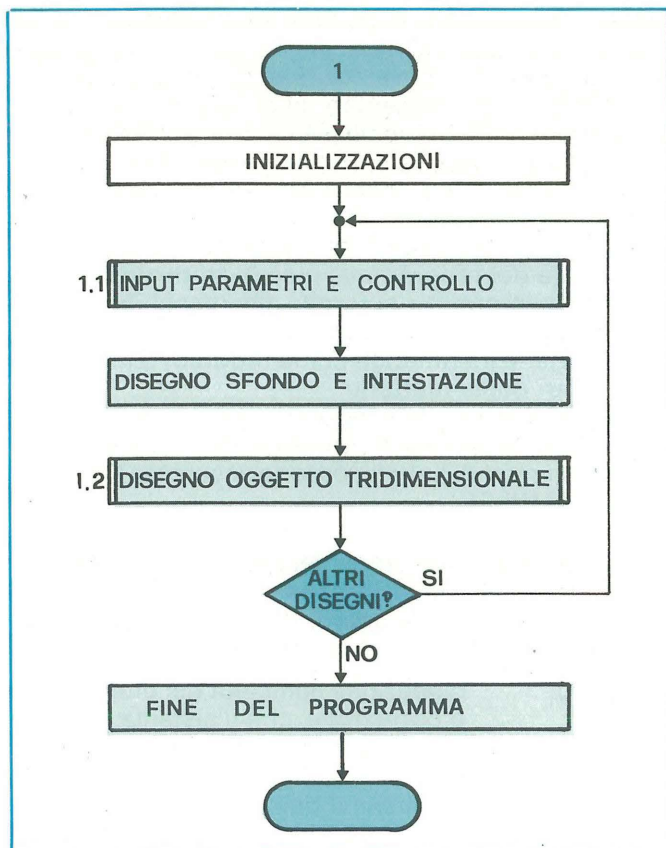 1
INIZIALIZZAZIONI
1.1 INPUT PARAMETRI E CONTROLLO
DISEGNO SFONDO E INTESTAZIONE
1.2 DISEGNO OGGETTO TRIDIMENSIONALE
ALTRI
DISEGNI?
SI
NO
FINE DEL PROGRAMMA